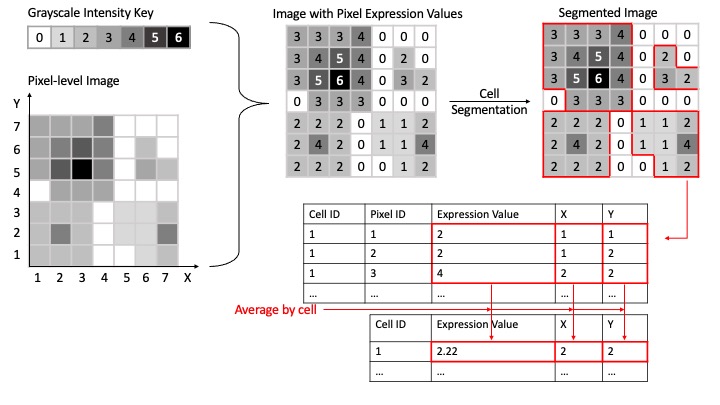 Grayscale Intensity Key
0 1 2 3 4 5 6
Pixel-level Image
Y
7
6
5
4
3
2
1
1 2 3 4 5 6 7 X
Image with Pixel Expression Values
3 3 3 4 0 0 0
3 4 5 4 0 2 0
3 5 6 4 0 3 2
0 3 3 3 0 0 0
2 2 2 0 1 1 2
2 4 2 0 1 1 4
2 2 2 0 0 1 2
Cell
Segmentation
Segmented Image
3 3 3 4 0 0 0
3 4 5 4 0 2 0
3 5 6 4 0 3 2
0 3 3 3 0 0 0
2 2 2 0 1 1 2
2 4 2 0 1 1 4
2 2 2 0 0 1 2
Cell ID Pixel ID Expression Value X Y
1 1 2 1 1
1 2 2 1 2
1 3 4 2 2
... ... ... ... ...
Average by cell
Cell ID Expression Value X Y
1 2.22 2 2
... ... ... ...